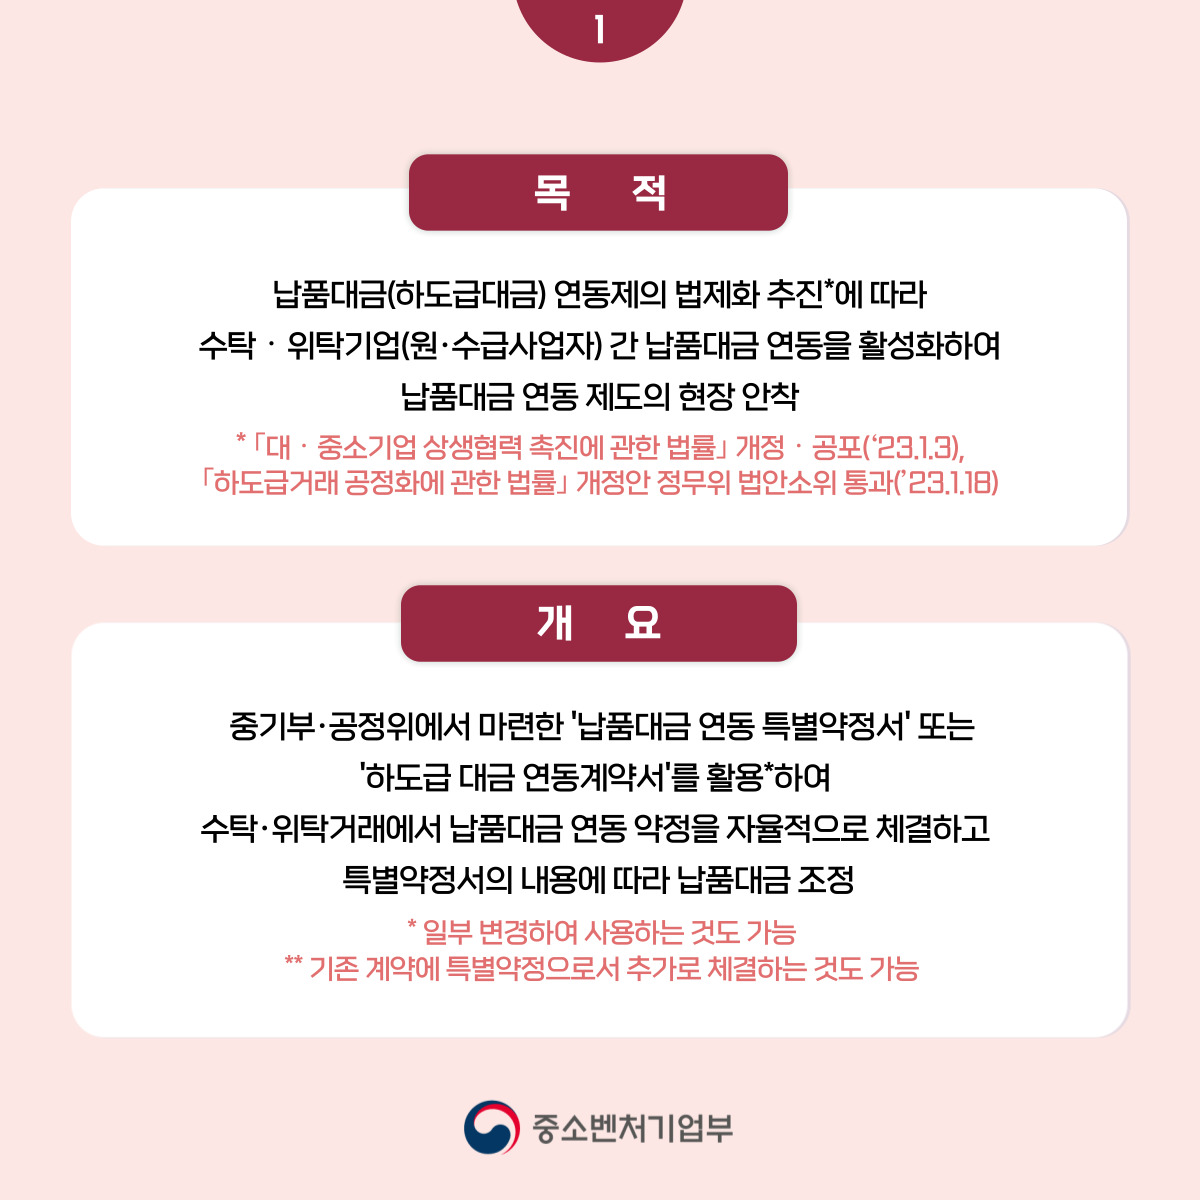 1
목 적
납품대금(하도급대금) 연동제의 법제화 추진*에 따라
수탁 · 위탁기업(원·수급사업자) 간 납품대금 연동을 활성화하여
납품대금 연동 제도의 현장 안착
* 「대 · 중소기업 상생협력 촉진에 관한 법률」 개정 · 공포(‘23.1.3),
「하도급거래 공정화에 관한 법률」 개정안 정무위 법안소위 통과(’23.1.18)
개 요
중기부·공정위에서 마련한 '납품대금 연동 특별약정서' 또는
'하도급 대금 연동계약서'를 활용*하여
수탁·위탁거래에서 납품대금 연동 약정을 자율적으로 체결하고
특별약정서의 내용에 따라 납품대금 조정
* 일부 변경하여 사용하는 것도 가능
** 기존 계약에 특별약정으로서 추가로 체결하는 것도 가능
중소벤처기업부